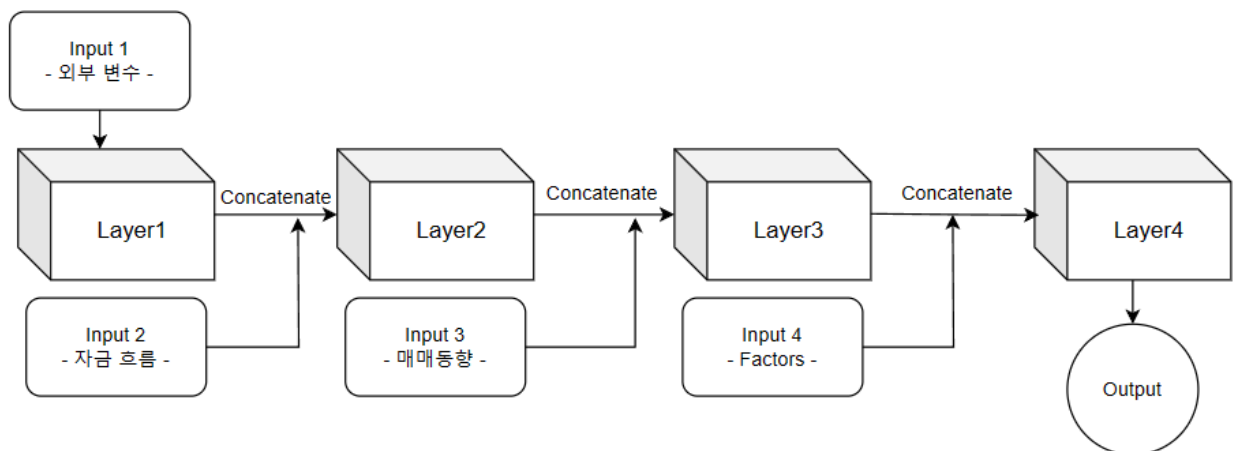 Input 1
- 외부 변수 -
Layer1
Concatenate
Layer2
Concatenate
Layer3
Concatenate
Layer4
Input 2
- 자금 흐름 -
Input 3
- 매매동향 -
Input 4
- Factors -
Output